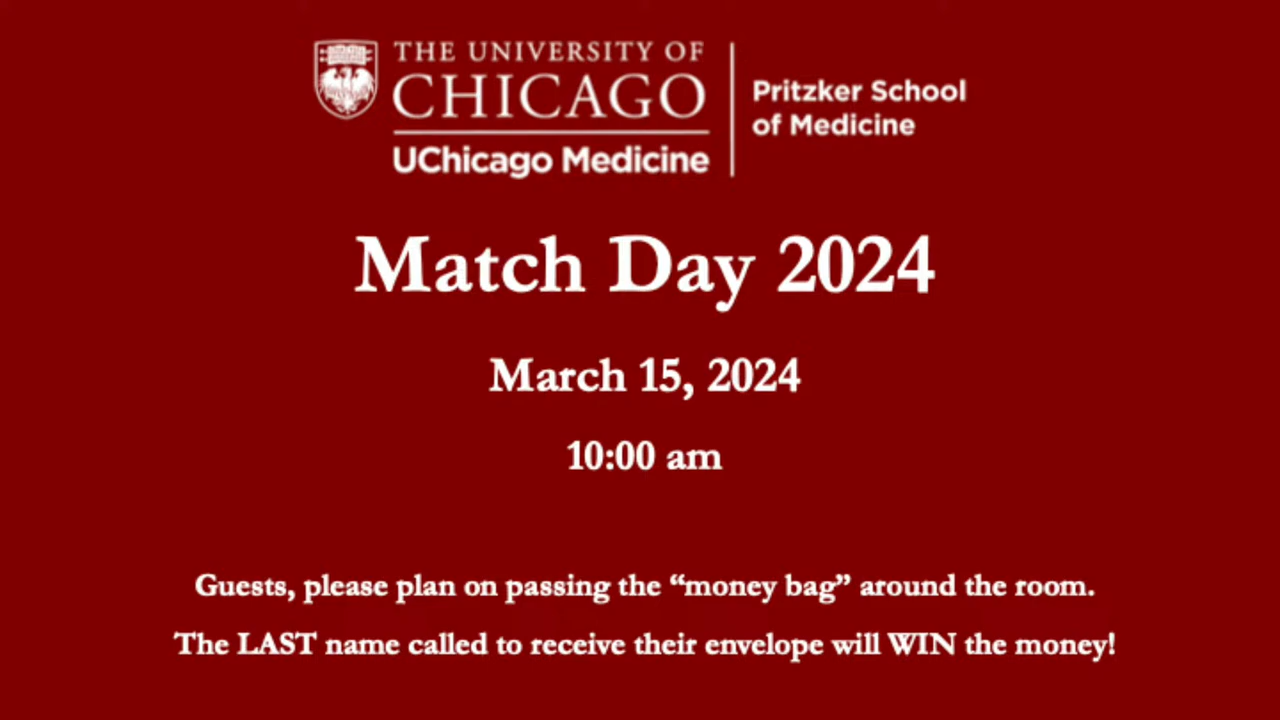 THE UNIVERSITY OF
CHICAGO
UChicago Medicine
Pritzker School
of Medicine
Match Day 2024
March 15, 2024
10:00 am
Guests, please plan on passing the “money bag” around the room.
The LAST name called to receive their envelope will WIN the money!